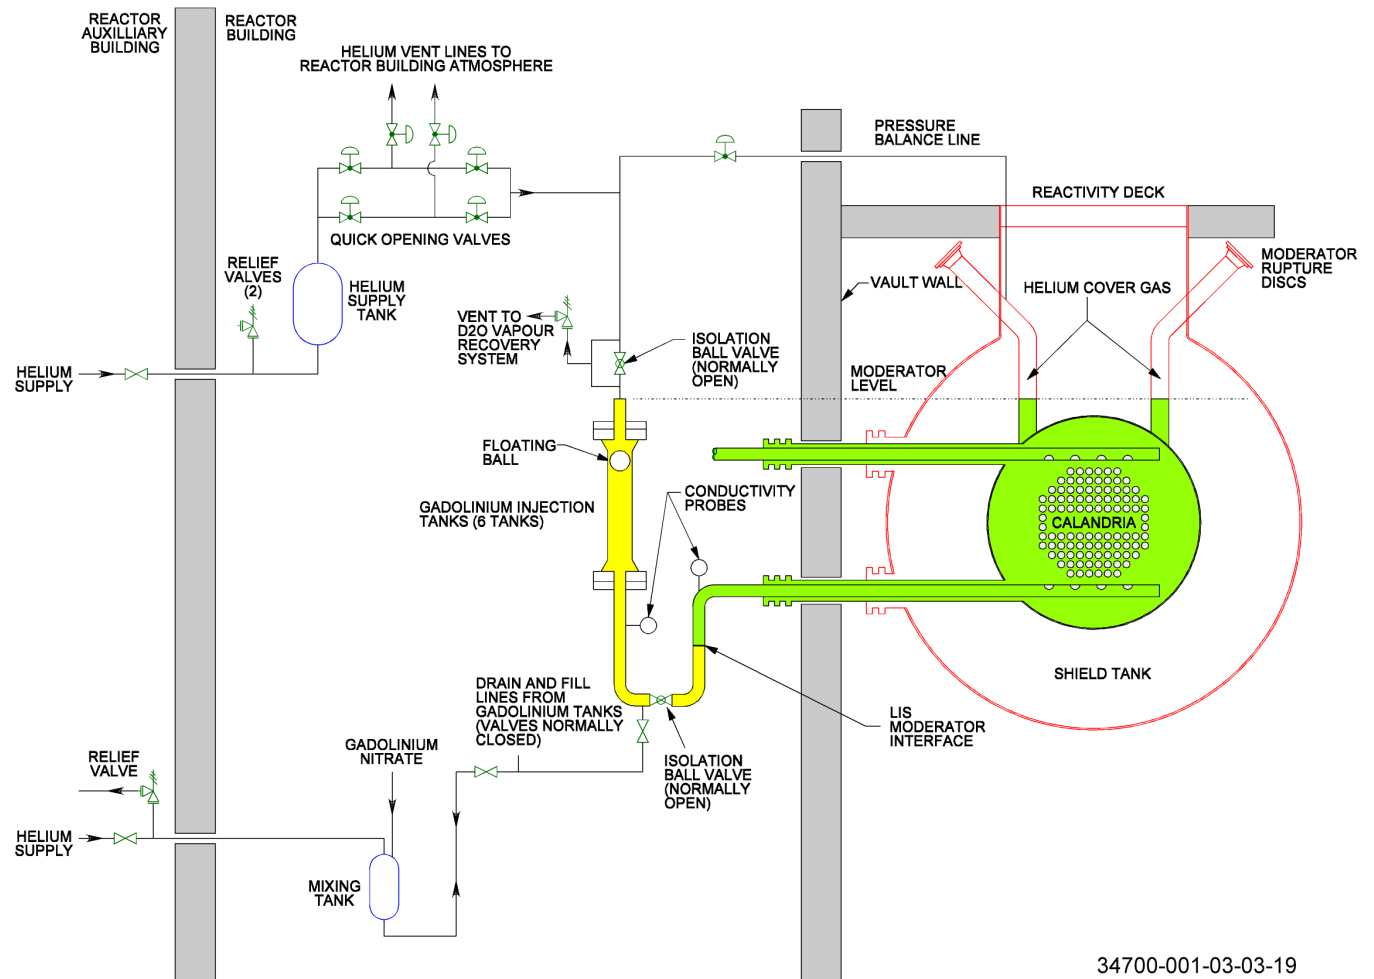 REACTOR
AUXILLIARY
BUILDING
REACTOR
BUILDING
HELIUM VENT LINES TO
REACTOR BUILDING ATMOSPHERE
PRESSURE
BALANCE LINE
REACTIVITY DECK
QUICK OPENING VALVES
RELIEF
VALVES
(2)
HELIUM
SUPPLY
TANK
MODERATOR
RUPTURE
DISCS
VAULT WALL
HELIUM COVER GAS
VENT TO
D2O VAPOUR
RECOVERY
SYSTEM
ISOLATION
BALL VALVE
(NORMALLY
OPEN)
HELIUM
SUPPLY
MODERATOR
LEVEL
FLOATING
BALL
CONDUCTIVITY
PROBES
GADOLINIUM INJECTION
TANKS (6 TANKS)
CALANDRIA
SHIELD TANK
DRAIN AND FILL
LINES FROM
GADOLINIUM TANKS
(VALVES NORMALLY
CLOSED)
LIS
MODERATOR
INTERFACE
GADOLINIUM
NITRATE
ISOLATION
BALL VALVE
(NORMALLY
OPEN)
RELIEF
VALVE
HELIUM
SUPPLY
MIXING
TANK
34700-001-03-03-19